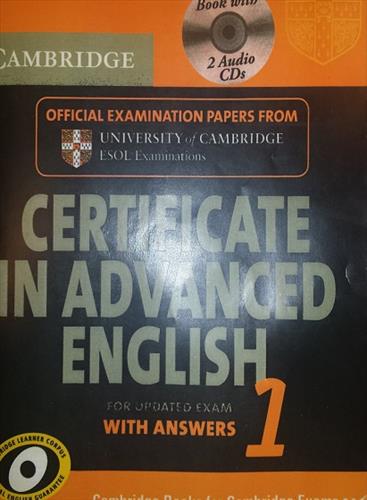 Book with
2 Audio
CDs
CAMBRIDGE
OFFICIAL EXAMINATION PAPERS FROM
UNIVERSITY of CAMBRIDGE
ESOL Examinations
CERTIFICATE
IN ADVANCED
ENGLISH
FOR UPDATED EXAM
WITH ANSWERS
1